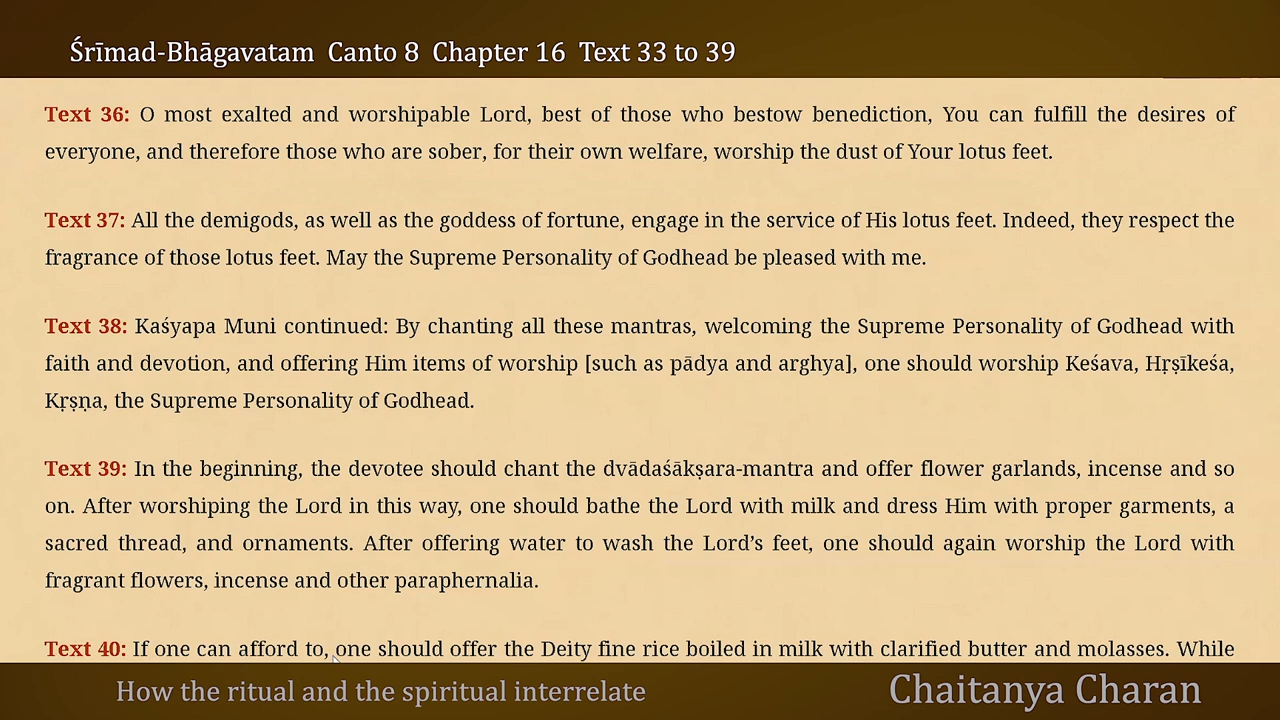 Śrīmad-Bhāgavatam Canto 8 Chapter 16 Text 33 to 39
Text 36: O most exalted and worshipable Lord, best of those who bestow benediction, You can fulfill the desires of
everyone, and therefore those who are sober, for their own welfare, worship the dust of Your lotus feet.
Text 37: All the demigods, as well as the goddess of fortune, engage in the service of His lotus feet. Indeed, they respect the
fragrance of those lotus feet. May the Supreme Personality of Godhead be pleased with me.
Text 38: Kaśyapa Muni continued: By chanting all these mantras, welcoming the Supreme Personality of Godhead with
faith and devotion, and offering Him items of worship [such as pādya and arghya], one should worship Keśava, Hṛṣīkeśa,
Kṛṣṇa, the Supreme Personality of Godhead.
Text 39: In the beginning, the devotee should chant the dvādaśākṣara-mantra and offer flower garlands, incense and so
on. After worshiping the Lord in this way, one should bathe the Lord with milk and dress Him with proper garments, a
sacred thread, and ornaments. After offering water to wash the Lord’s feet, one should again worship the Lord with
fragrant flowers, incense and other paraphernalia.
Text 40: If one can afford to, one should offer the Deity fine rice boiled in milk with clarified butter and molasses. While
How the ritual and the spiritual interrelate
Chaitanya Charan